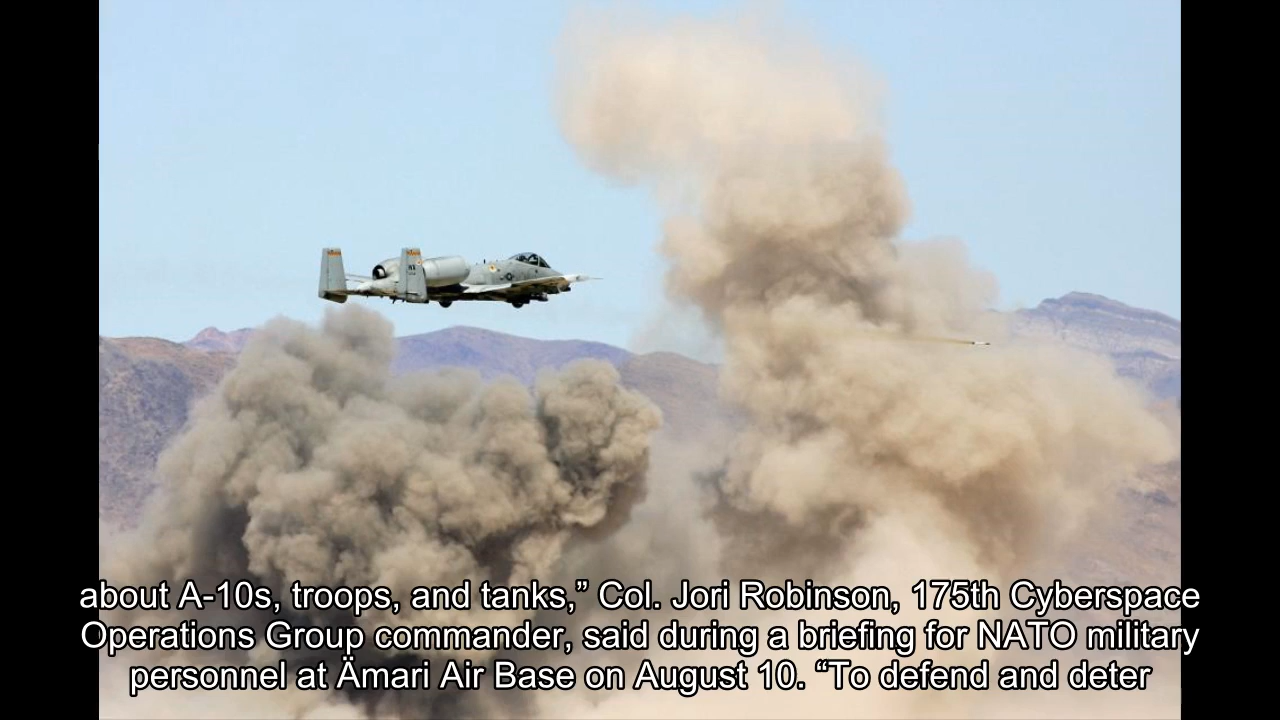 about A-10s, troops, and tanks,” Col. Jori Robinson, 175th Cyberspace
Operations Group commander, said during a briefing for NATO military
personnel at Ämari Air Base on August 10. “To defend and deter